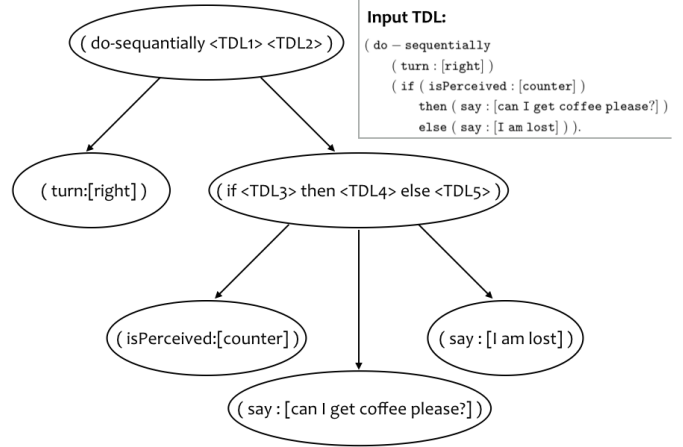 ( do-sequantially <TDL1> <TDL2> )
Input TDL:
( do − sequentially
( turn : [right] )
( if ( isPerceived : [counter] )
then ( say : [can I get coffee please?] )
else ( say : [I am lost] ) ).
( turn:[right] )
( if <TDL3> then <TDL4> else <TDL5> )
( isPerceived:[counter] )
( say : [I am lost] )
( say : [can I get coffee please?] )